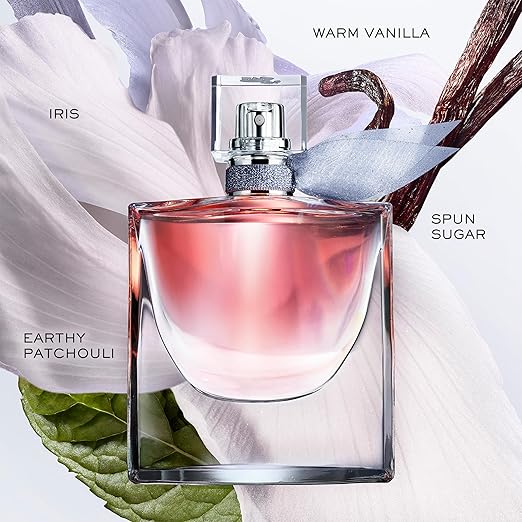 WARM VANILLA
IRIS
SPUN
SUGAR
EARTHY
PATCHOULI